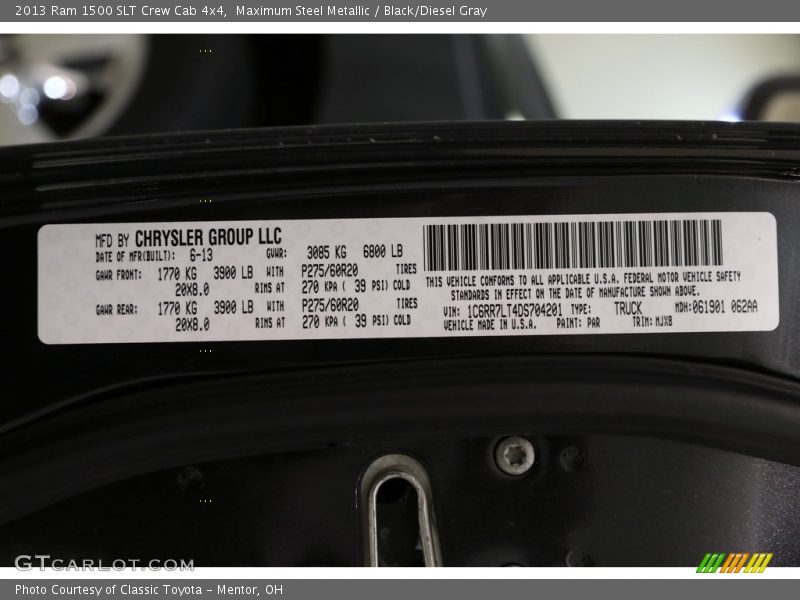 2013 Ram 1500 SLT Crew Cab 4x4, Maximum Steel Metallic / Black/Diesel Gray
MFD BY CHRYSLER GROUP LLC
DATE OF MFR(BUILT): 6-13 GVWR: 3085 KG 6800 LB
GAWR FRONT: 1770 KG 3900 LB WITH P275/60R20 TIRES
20X8.0 RIMS AT 270 KPA ( 39 PSI) COLD
GAWR REAR: 1770 KG 3900 LB WITH P275/60R20 TIRES
20X8.0 RIMS AT 270 KPA ( 39 PSI) COLD
THIS VEHICLE CONFORMS TO ALL APPLICABLE U.S.A. FEDERAL MOTOR VEHICLE SAFETY
STANDARDS IN EFFECT ON THE DATE OF MANUFACTURE SHOWN ABOVE.
VIN: 1C6RR7LT4DS704201 TYPE: TRUCK MDH:061901 062AA
VEHICLE MADE IN U.S.A. PAINT: PAR TRIM: MJX8
GTCARLOT.COM
Photo Courtesy of Classic Toyota - Mentor, OH